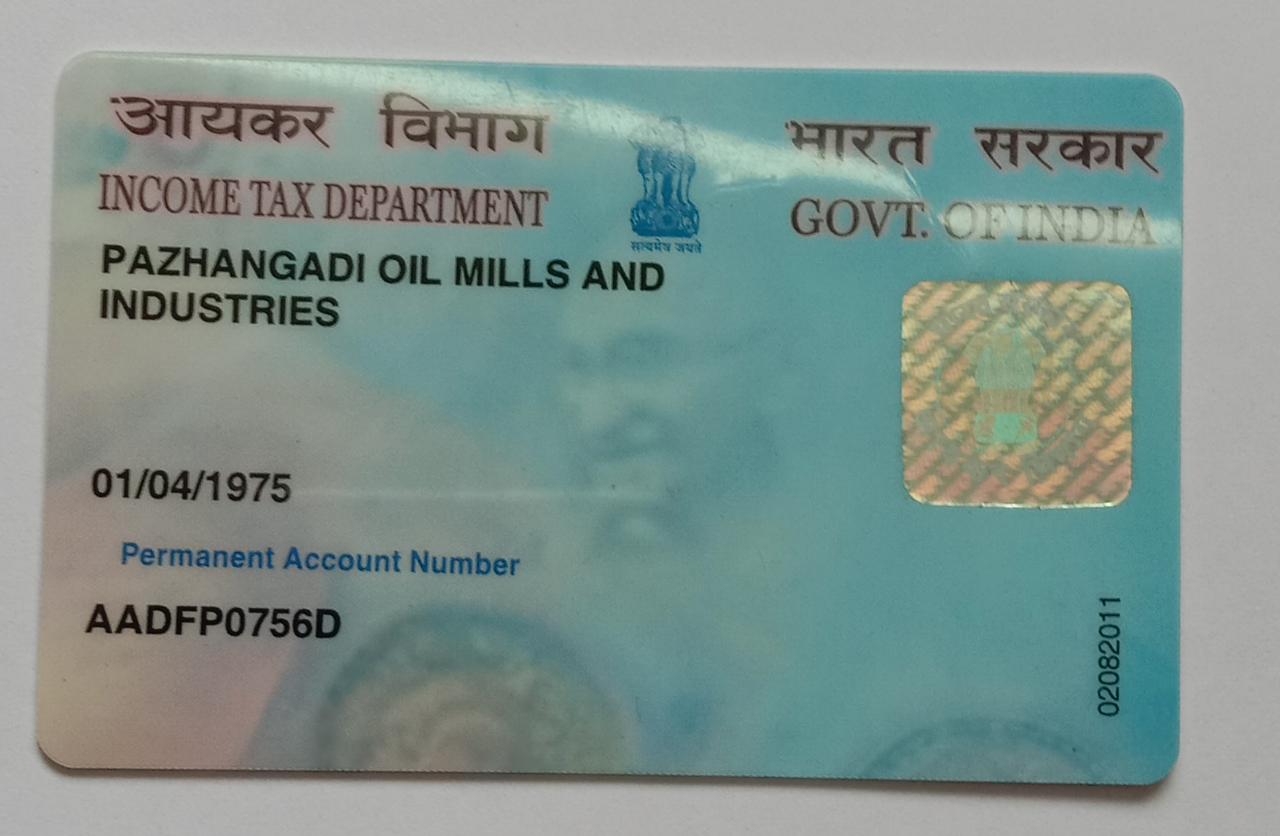 आयकर विभाग
भारत सरकार
INCOME TAX DEPARTMENT
GOVT. OF INDIA
सत्यमेव जयते
PAZHANGADI OIL MILLS AND
INDUSTRIES
01/04/1975
Permanent Account Number
AADFP0756D
02082011